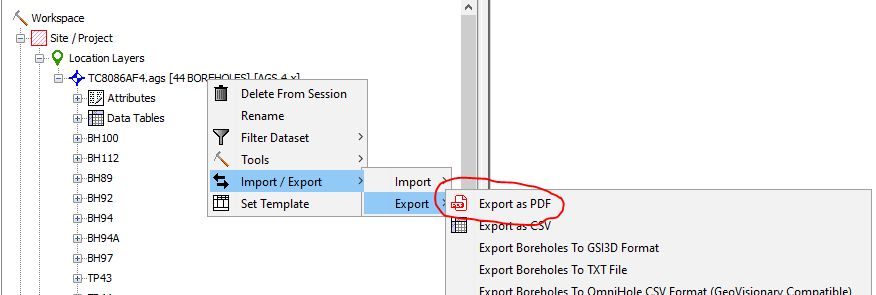 Workspace
Site / Project
Location Layers
TC8086AF4.ags [44 BOREHOLES] [AGS 4.x]
Attributes
Data Tables
BH100
BH112
BH89
BH92
BH94
BH94A
BH97
TP43
Delete From Session
Rename
Filter Dataset
Tools
Import / Export
Set Template
Import
Export
Export as PDF
Export as CSV
Export Boreholes To GSI3D Format
Export Boreholes To TXT File
Export Boreholes To OmniHole CSV Format (GeoVisionary Compatible)